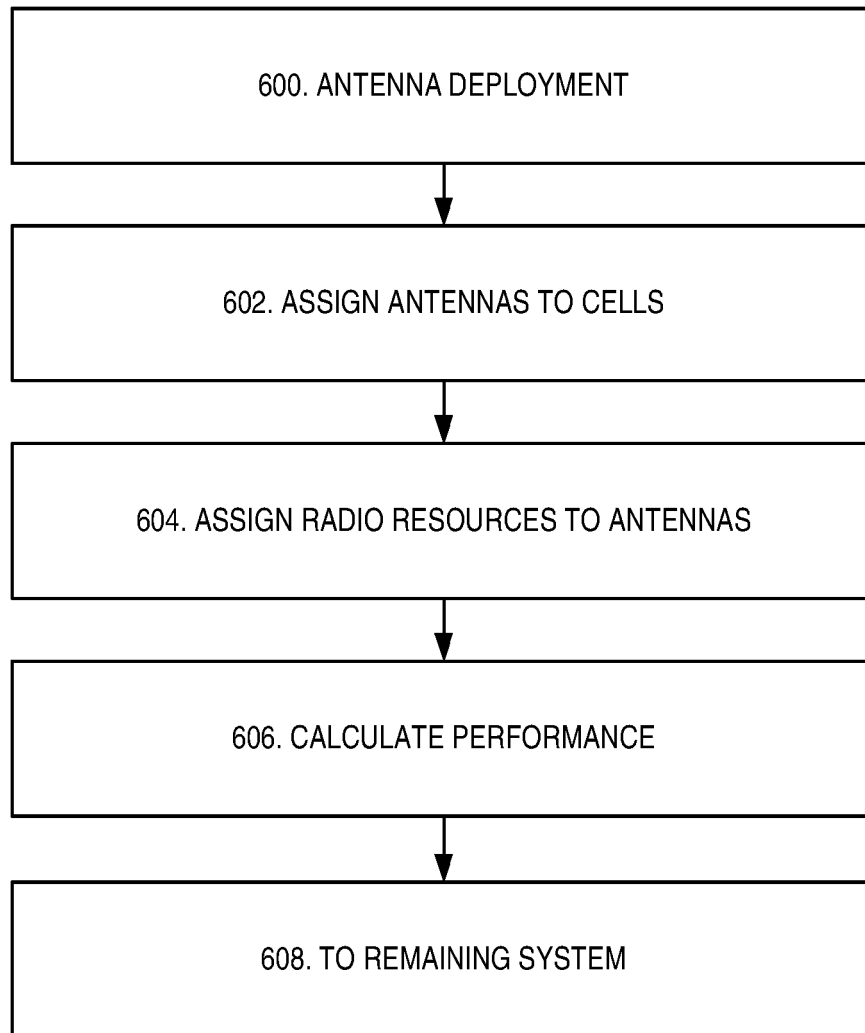 600. ANTENNA DEPLOYMENT
602. ASSIGN ANTENNAS TO CELLS
604. ASSIGN RADIO RESOURCES TO ANTENNAS
606. CALCULATE PERFORMANCE
608. TO REMAINING SYSTEM